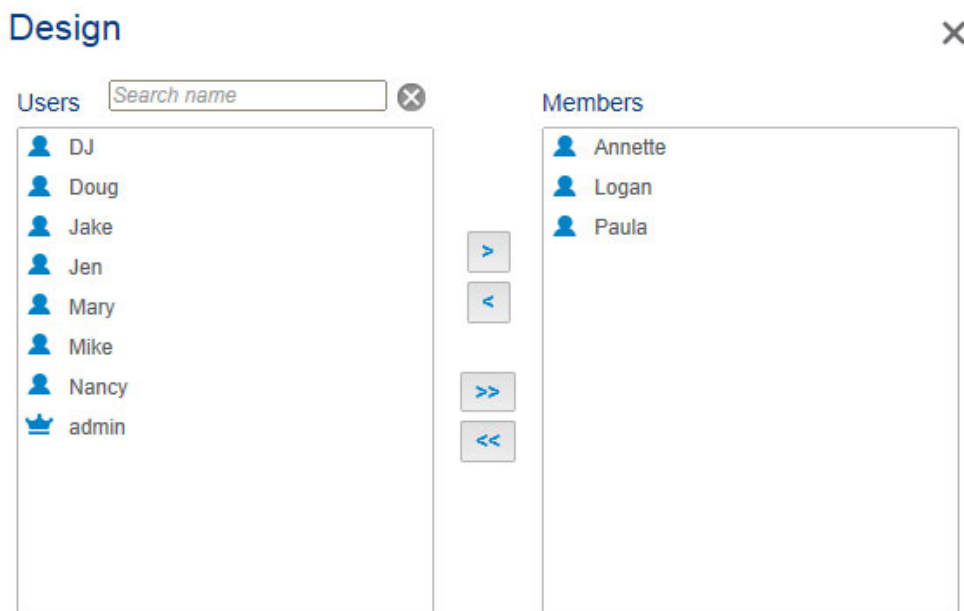 Design
Users
Search name
DJ
Doug
Jake
Jen
Mary
Mike
Nancy
admin
>
<
>>
<<
Members
Annette
Logan
Paula